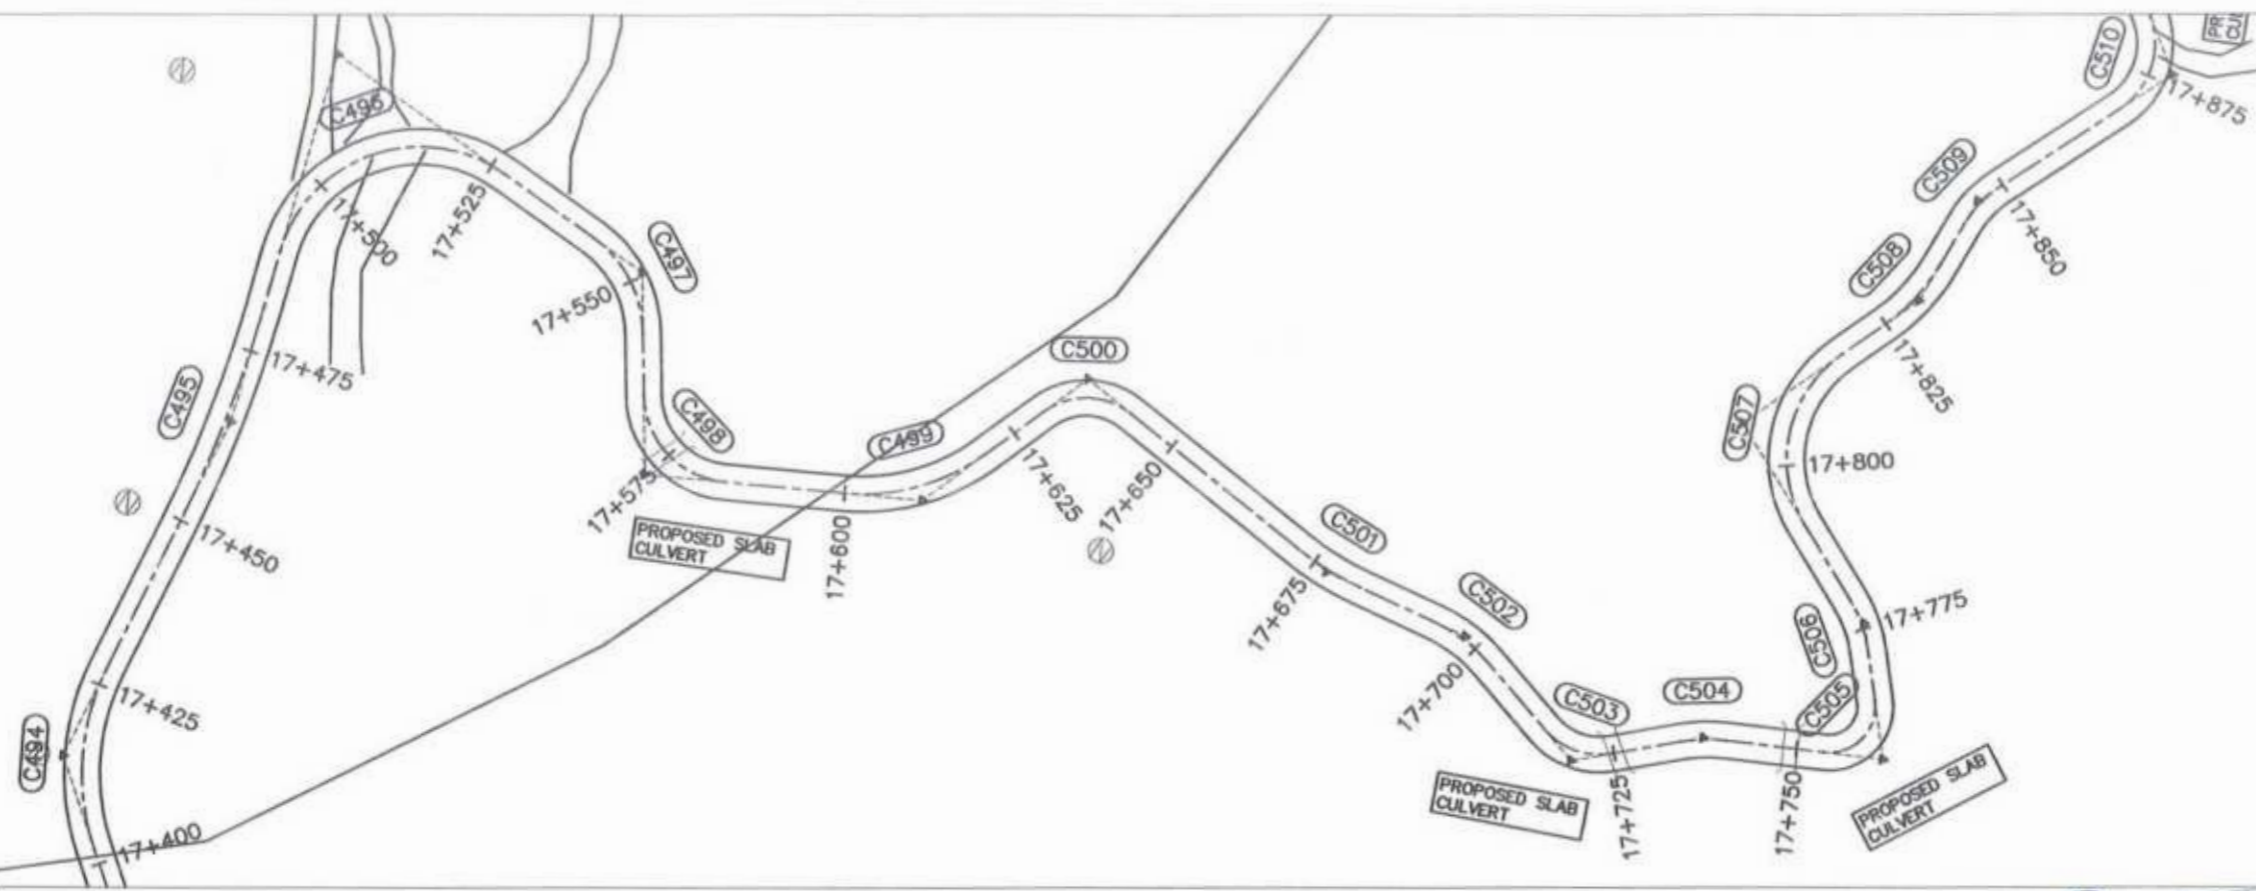 C494
17+400
17+425
17+450
C495
17+475
C496
17+500
17+525
C497
17+550
C498
17+575
PROPOSED SLAB
CULVERT
17+600
C499
17+625
C500
17+650
C501
17+675
C502
17+700
C503
PROPOSED SLAB
CULVERT
17+725
C504
17+750
C505
PROPOSED SLAB
CULVERT
C506
17+775
C507
17+800
C508
17+825
C509
17+850
C510
17+875